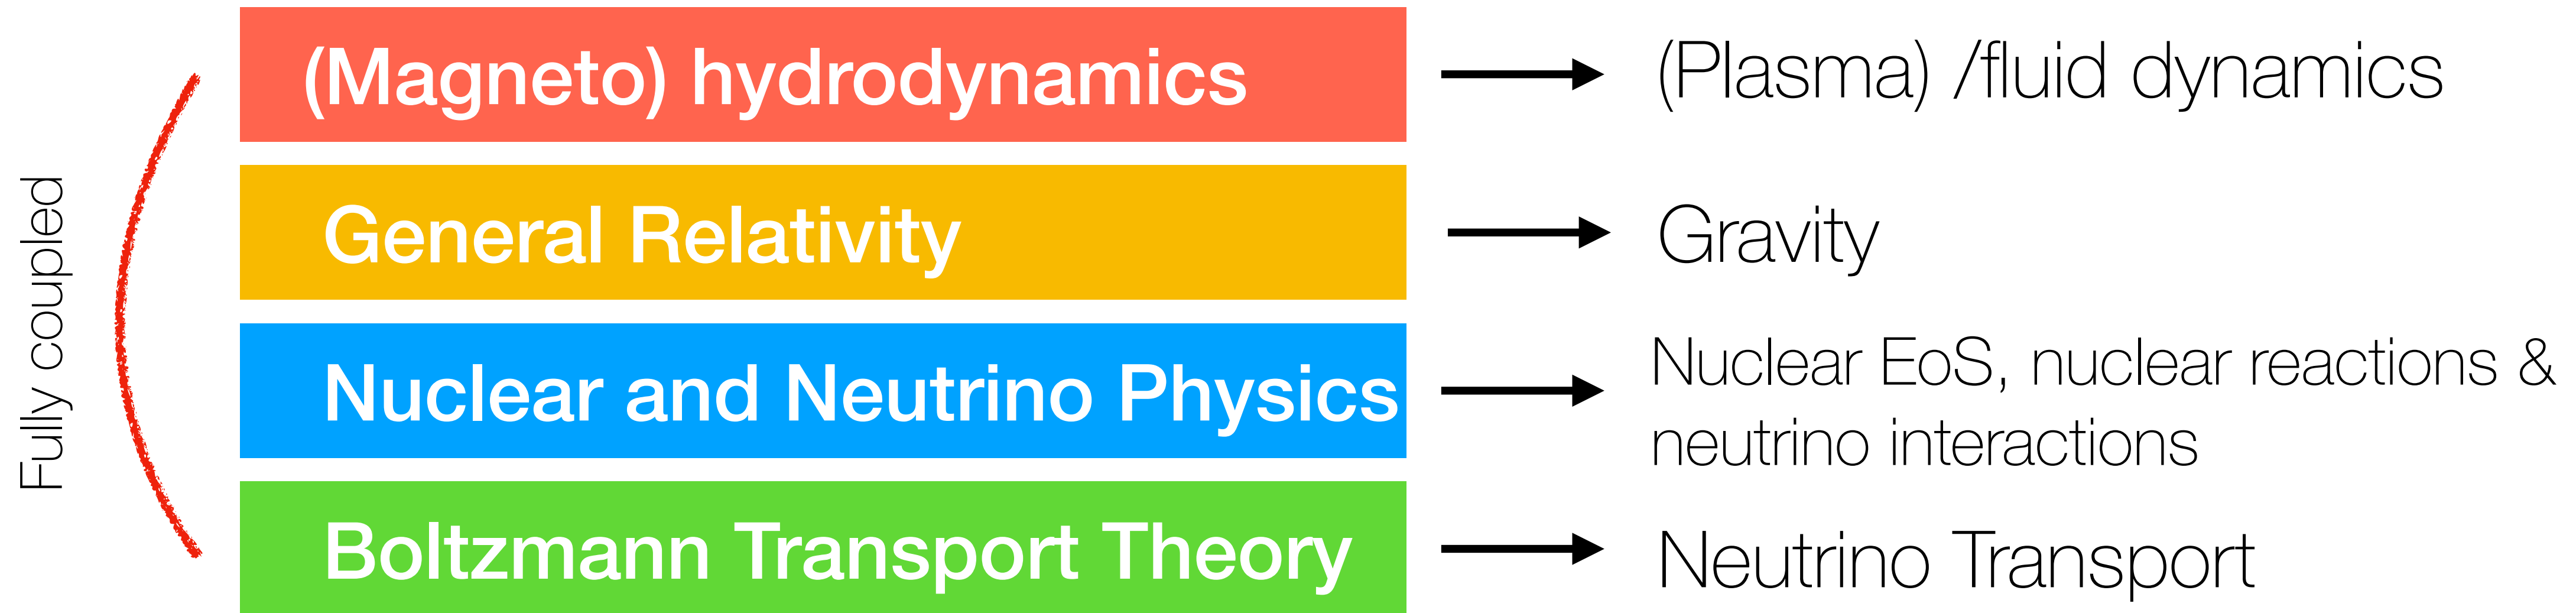 Fully coupled
(Magneto) hydrodynamics
(Plasma) /fluid dynamics
General Relativity
Gravity
Nuclear and Neutrino Physics
Nuclear EoS, nuclear reactions &
neutrino interactions
Boltzmann Transport Theory
Neutrino Transport